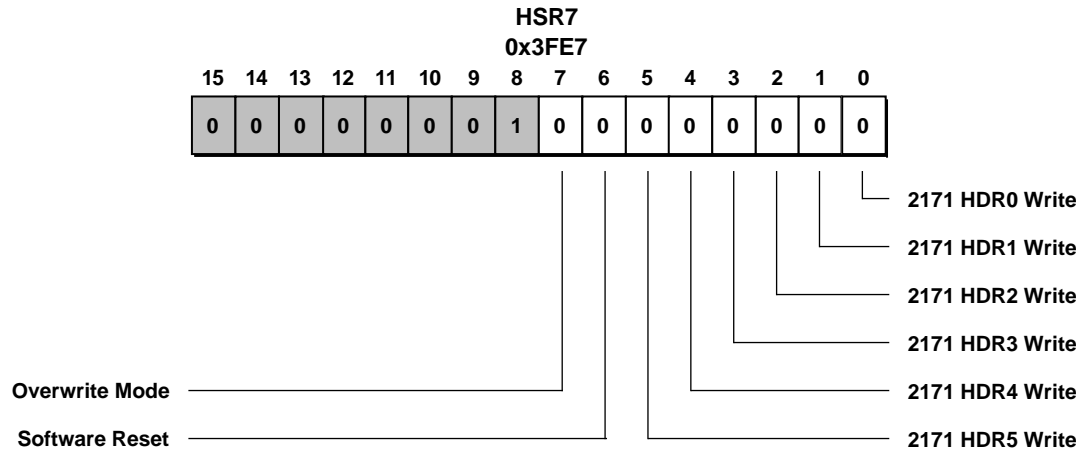 HSR7
0x3FE7
15 14 13 12 11 10 9 8 7 6 5 4 3 2 1 0
0 0 0 0 0 0 0 1 0 0 0 0 0 0 0 0
2171 HDR0 Write
2171 HDR1 Write
2171 HDR2 Write
2171 HDR3 Write
Overwrite Mode 2171 HDR4 Write
Software Reset 2171 HDR5 Write